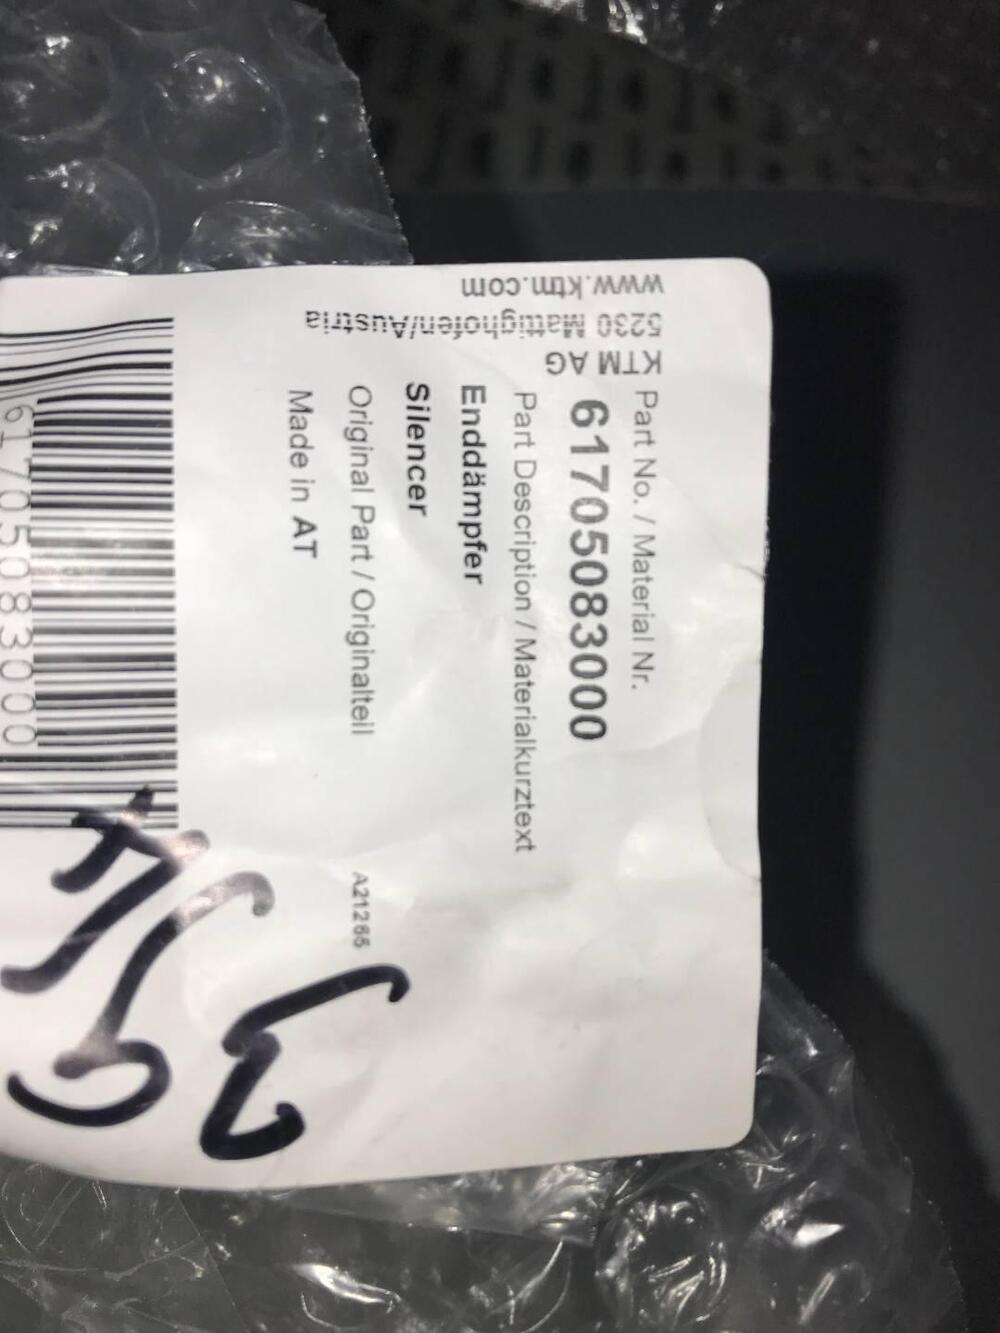 Part No. / Material Nr.
61705083000
Part Description / Materialkurztext
Enddämpfer
Silencer
Original Part / Originalteil
A21266
Made in AT
61705083000
KTM AG
5230 Mattighofen/Austria
www.ktm.com